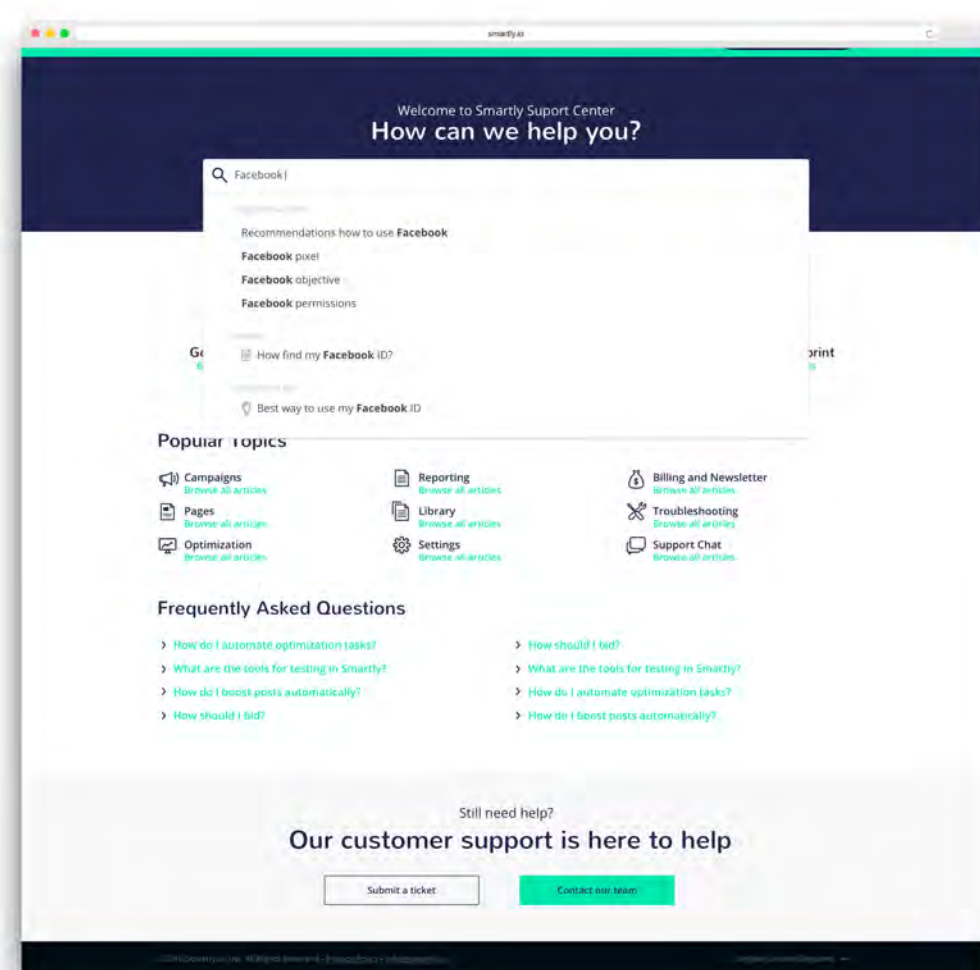 smartly.io
Welcome to Smartly Suport Center
How can we help you?
Facebook
Recommendations how to use Facebook
Facebook pixel
Facebook objective
Facebook permissions
How find my Facebook ID?
Best way to use my Facebook ID
Popular Topics
Campaigns
Browse all articles
Reporting
Browse all articles
Billing and Newsletter
Browse all articles
Pages
Browse all articles
Library
Browse all articles
Troubleshooting
Browse all articles
Optimization
Browse all articles
Settings
Browse all articles
Support Chat
Browse all articles
Frequently Asked Questions
How do I automate optimization tasks?
How should I bid?
What are the tools for testing in Smartly?
What are the tools for testing in Smartly?
How do I boost posts automatically?
How do I automate optimization tasks?
How should I bid?
How do I boost posts automatically?
Still need help?
Our customer support is here to help
Submit a ticket
Contact our team